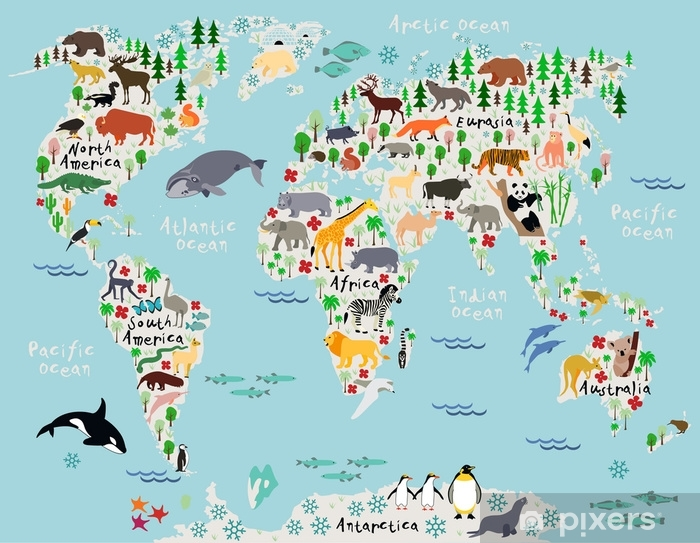 Arctic Ocean
Eurasia
North
America
Atlantic
Ocean
Pacific
Ocean
Africa
Indian
Ocean
South
America
Pacific
Ocean
Australia
Antarctica
pixers